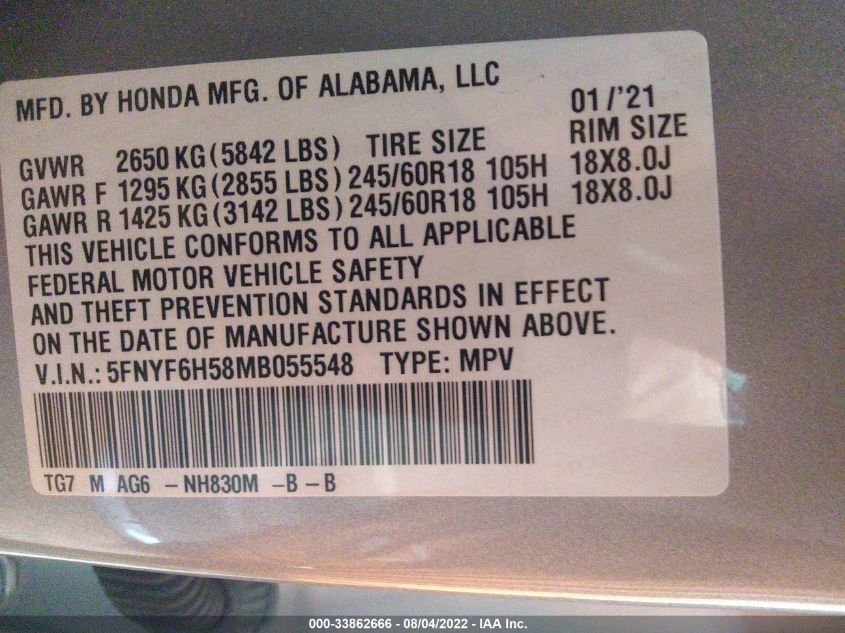 MFD. BY HONDA MFG. OF ALABAMA, LLC
01/'21
GVWR 2650 KG (5842 LBS) TIRE SIZE RIM SIZE
GAWR F 1295 KG (2855 LBS) 245/60R18 105H 18X8.0J
GAWR R 1425 KG (3142 LBS) 245/60R18 105H 18X8.0J
THIS VEHICLE CONFORMS TO ALL APPLICABLE
FEDERAL MOTOR VEHICLE SAFETY
AND THEFT PREVENTION STANDARDS IN EFFECT
ON THE DATE OF MANUFACTURE SHOWN ABOVE.
V.I.N.: 5FNYF6H58MB055548 TYPE: MPV
TG7 M AG6 - NH830M - B - B
000-33862666 - 08/04/2022 - IAA Inc.